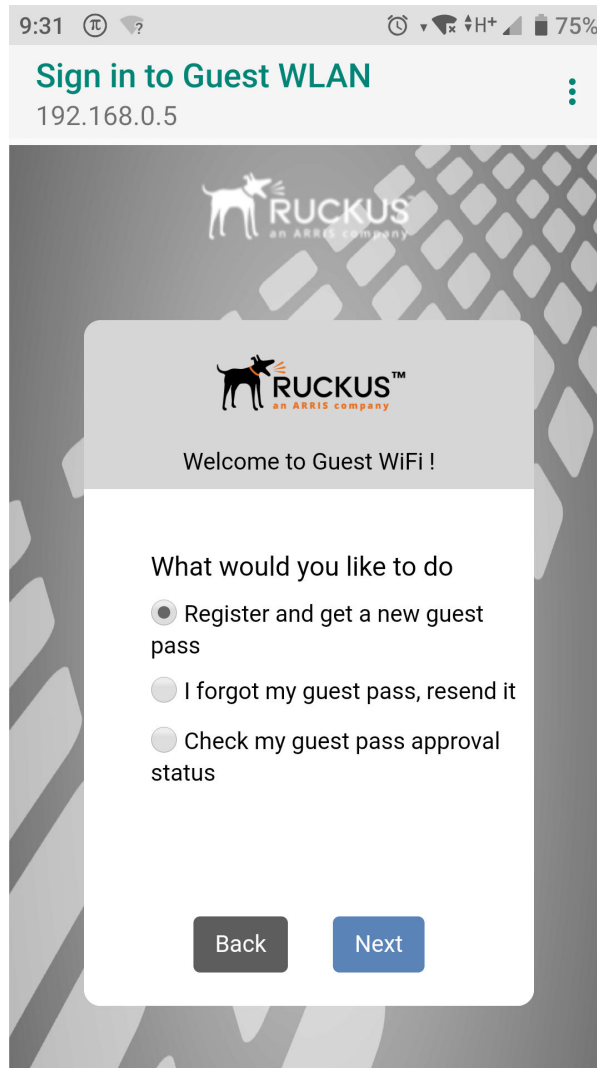 9:31 H+ 75%
Sign in to Guest WLAN
192.168.0.5
RUCKUS
an ARRIS company
RUCKUS™
an ARRIS company
Welcome to Guest WiFi !
What would you like to do
Register and get a new guest
pass
I forgot my guest pass, resend it
Check my guest pass approval
status
Back Next